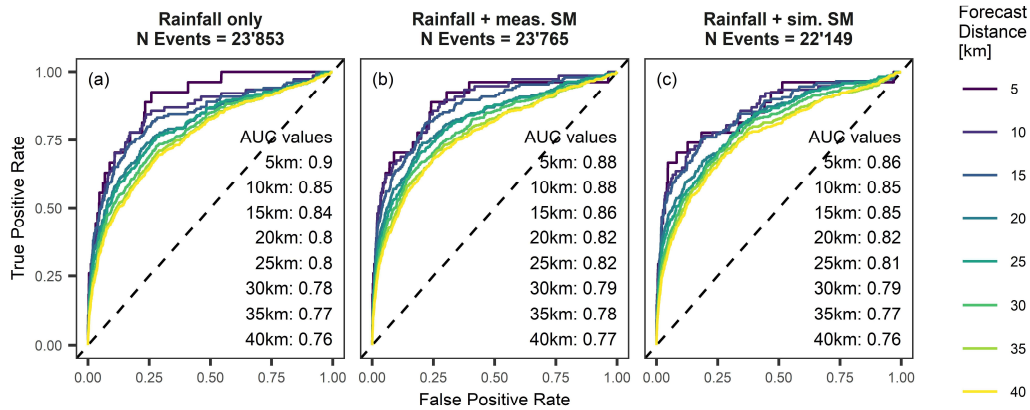 Rainfall only
N Events = 23'853
Rainfall + meas. SM
N Events = 23'765
Rainfall + sim. SM
N Events = 22'149
Forecast
Distance
[km]
5
10
15
20
25
30
35
40
True Positive Rate
1.00
0.75
0.50
0.25
0.00
(a)
AUC values
5km: 0.9
10km: 0.85
15km: 0.84
20km: 0.8
25km: 0.8
30km: 0.78
35km: 0.77
40km: 0.76
0.00 0.25 0.50 0.75 1.00
(b)
AUC values
5km: 0.88
10km: 0.88
15km: 0.86
20km: 0.82
25km: 0.82
30km: 0.79
35km: 0.78
40km: 0.77
0.00 0.25 0.50 0.75 1.00
(c)
AUC values
5km: 0.86
10km: 0.85
15km: 0.85
20km: 0.82
25km: 0.81
30km: 0.79
35km: 0.77
40km: 0.76
0.00 0.25 0.50 0.75 1.00
False Positive Rate